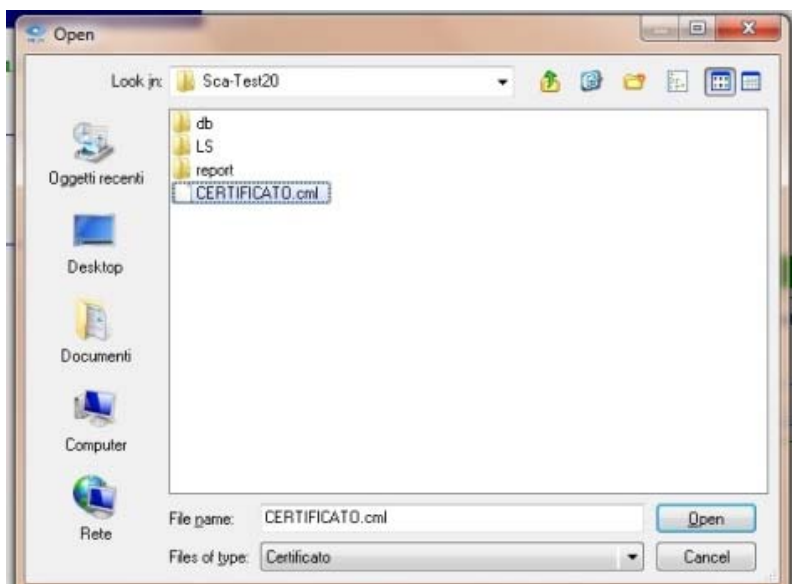 Open
Look in: Sca-Test20
db
LS
report
CERTIFICATO.cml
Oggetti recenti
Desktop
Documenti
Computer
Rete
File name: CERTIFICATO.cml Open
Files of type: Certificato Cancel